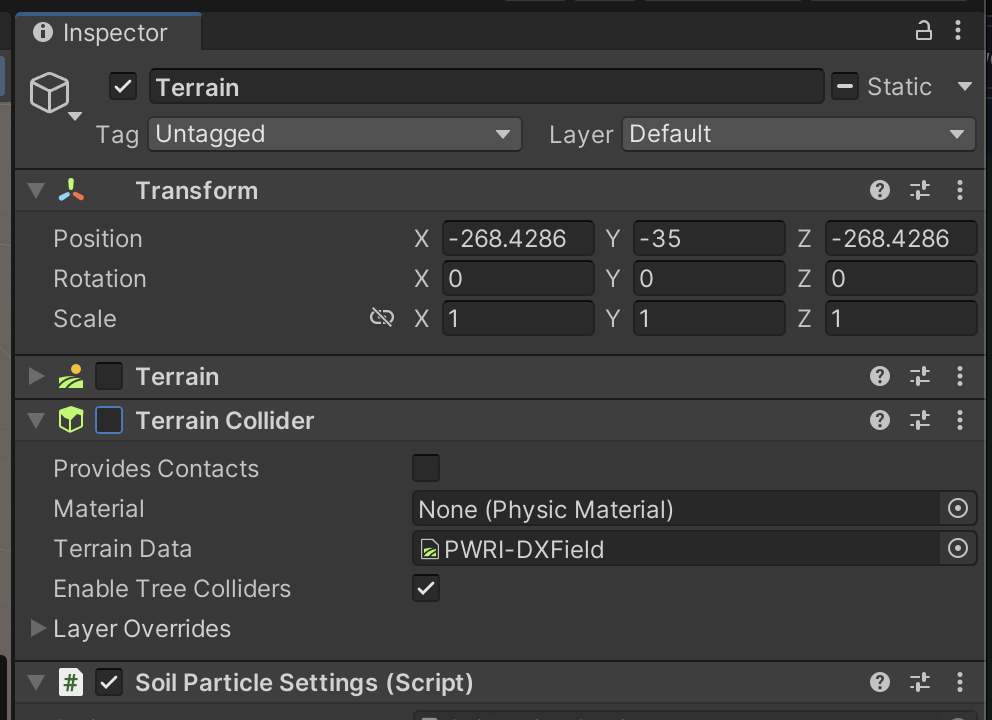 Inspector
Terrain
Static
Tag Untagged Layer Default
Transform
Position X -268.4286 Y -35 Z -268.4286
Rotation X 0 Y 0 Z 0
Scale X 1 Y 1 Z 1
Terrain
Terrain Collider
Provides Contacts
Material None (Physic Material)
Terrain Data PWRI-DXField
Enable Tree Colliders
Layer Overrides
# Soil Particle Settings (Script)